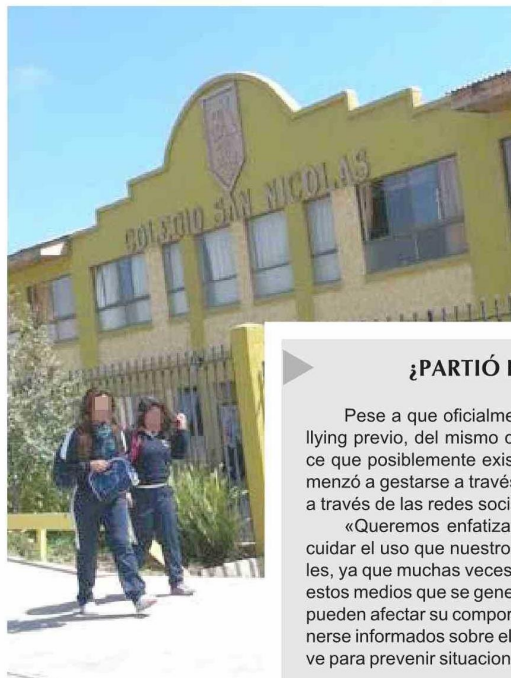 COLEGIO SAN NICOLAS
¿PARTIÓ
Pese a que oficialme
llying previo, del mismo
ce que posiblemente exis
menzó a gestarse a través
a través de las redes soci
«Queremos enfatiza
cuidar el uso que nuestro
les, ya que muchas veces
estos medios que se gene
pueden afectar su compor
nerse informados sobre el
ve para prevenir situacion